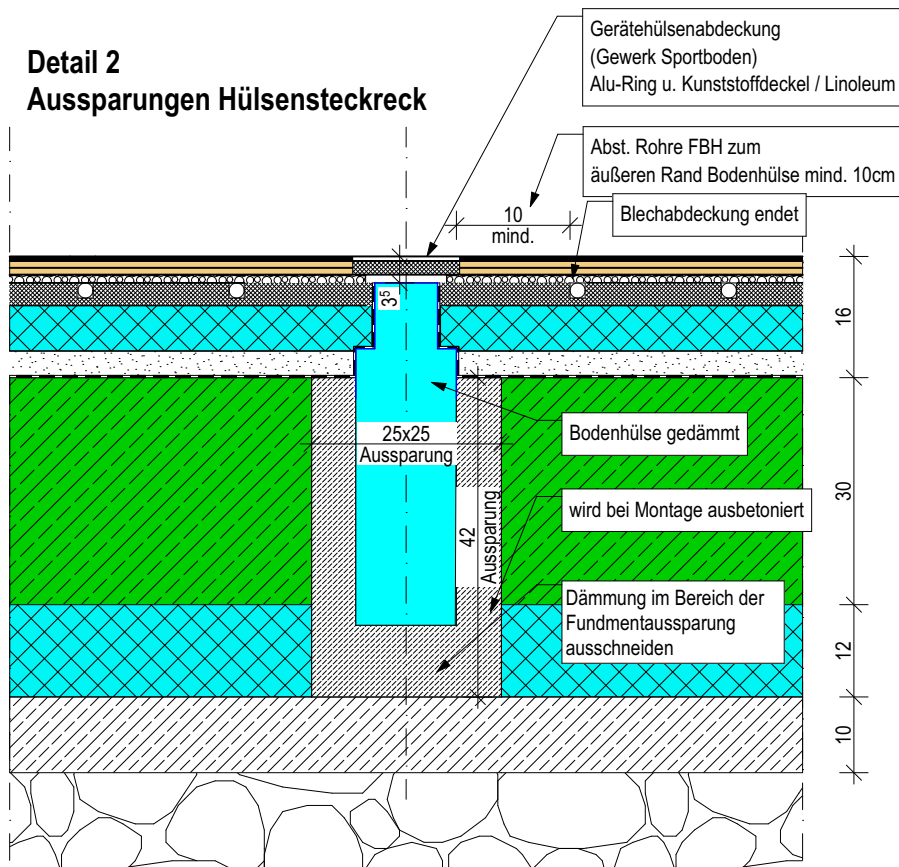 Detail 2
Aussparungen Hülsensteckreck
Gerätehülsenabdeckung
(Gewerk Sportboden)
Alu-Ring u. Kunststoffdeckel / Linoleum
Abst. Rohre FBH zum
äußeren Rand Bodenhülse mind. 10cm
Blechabdeckung endet
10
mind.
3⁵
16
25x25
Aussparung
Bodenhülse gedämmt
42
Aussparung
wird bei Montage ausbetoniert
30
Dämmung im Bereich der
Fundmentaussparung
ausschneiden
12
10